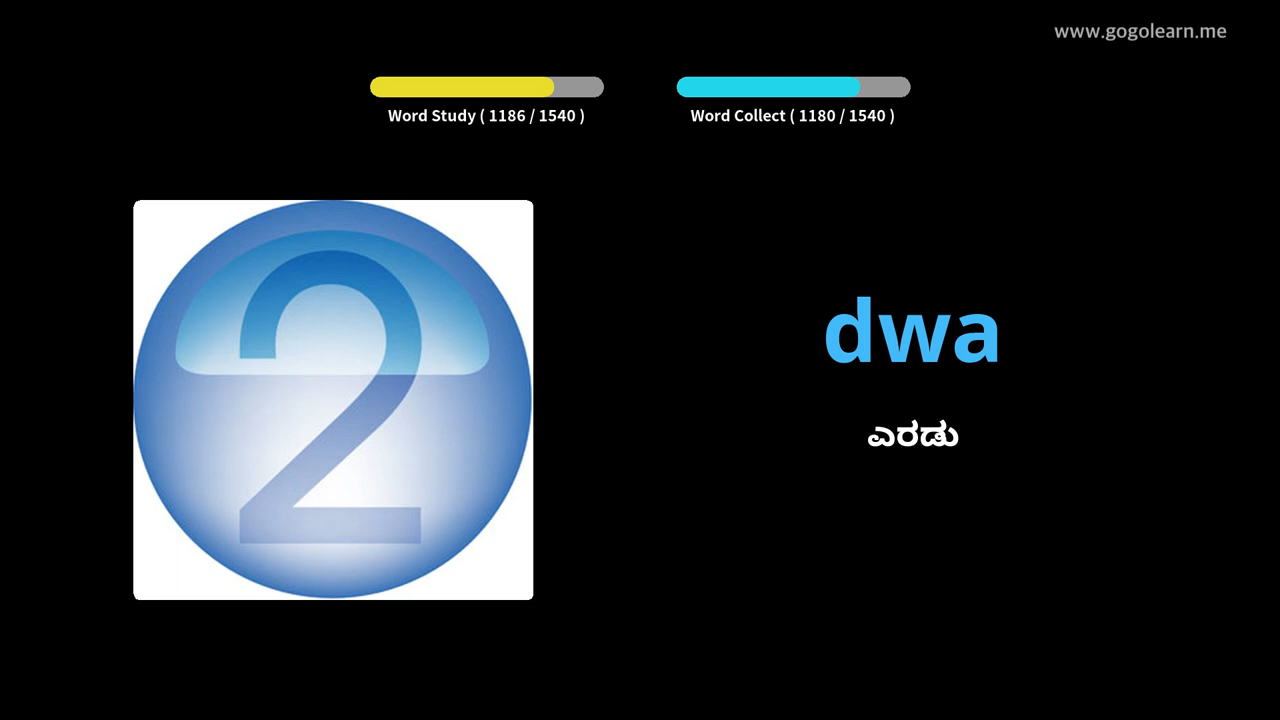 www.gogolearn.me
Word Study ( 1186 / 1540 )
Word Collect ( 1180 / 1540 )
2
dwa
ಎರಡು